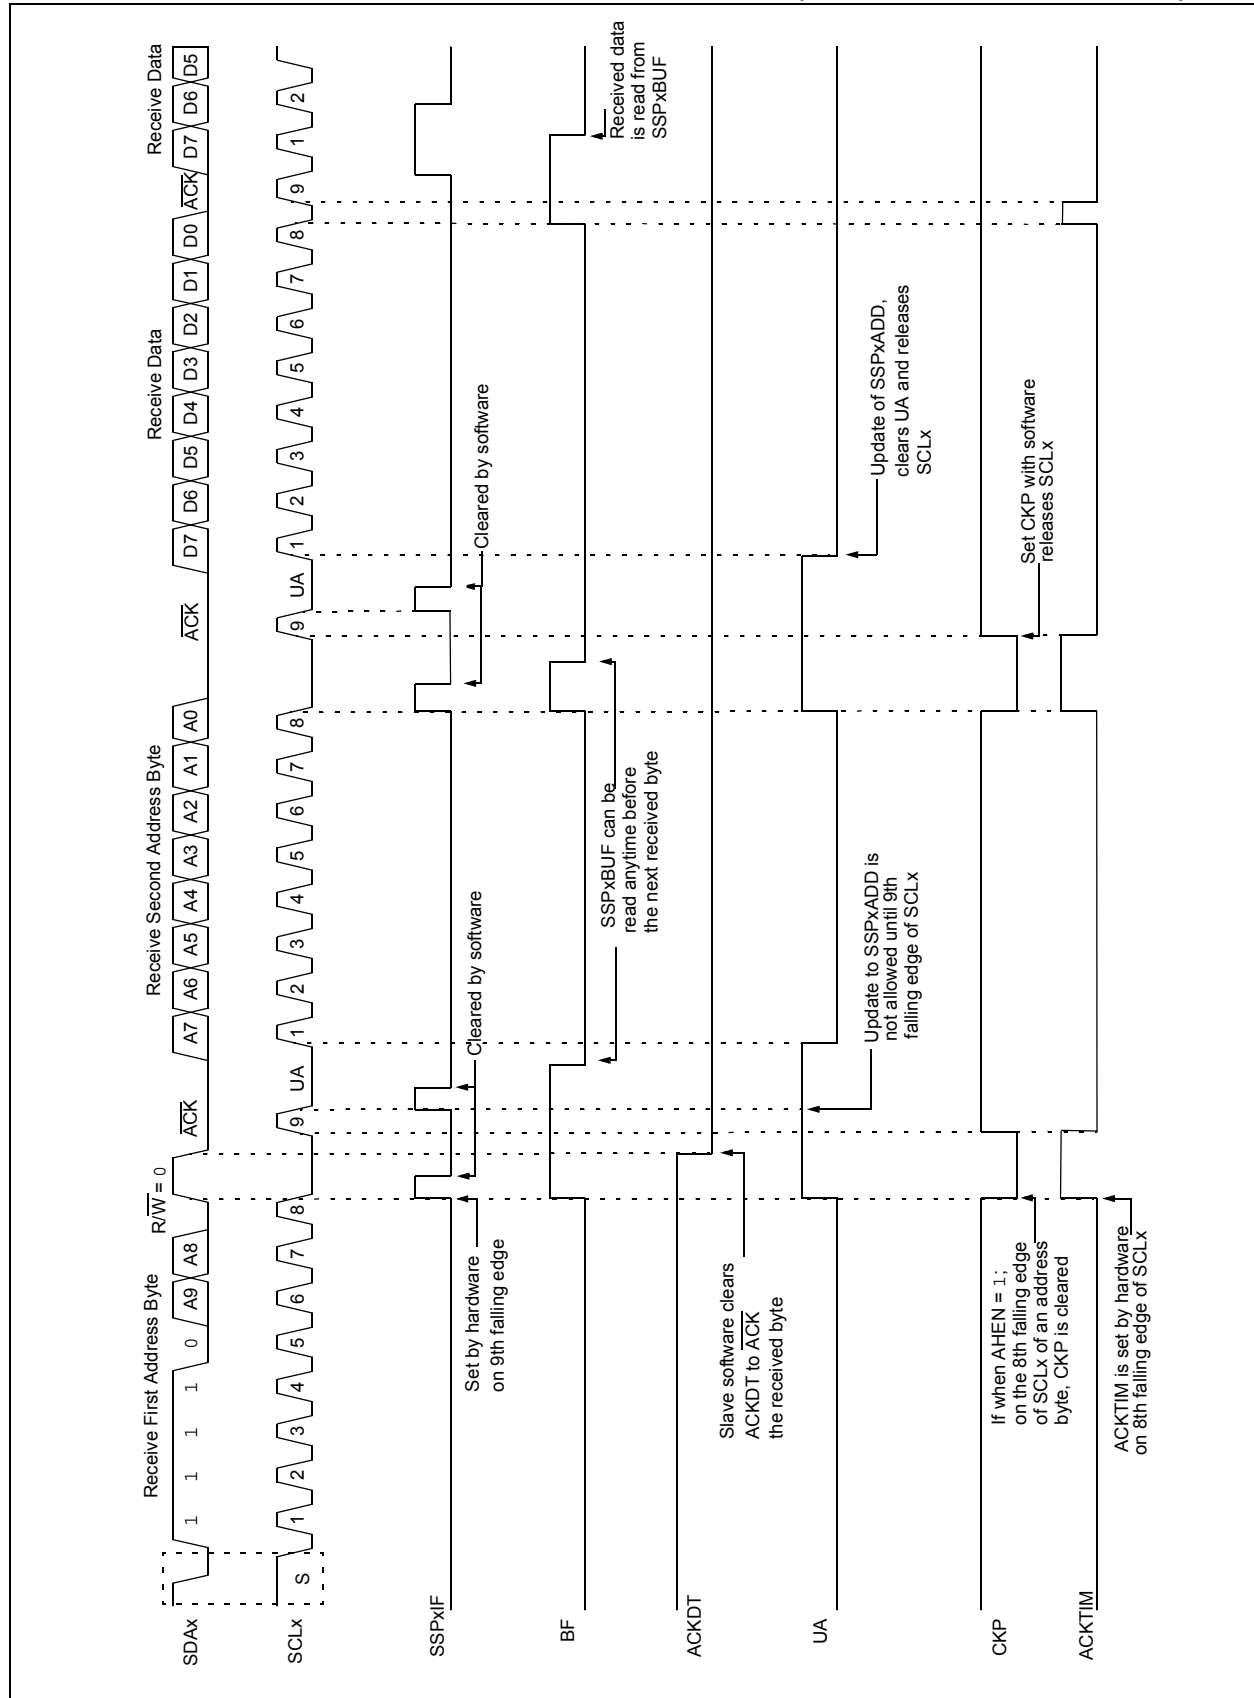 Receive First Address Byte
R/W = 0
Receive Second Address Byte
Receive Data
Receive Data
SDAx
1 1 1 1 0 A9 A8
ACK
A7 A6 A5 A4 A3 A2 A1 A0
ACK
D7 D6 D5 D4 D3 D2 D1 D0
ACK
D7 D6 D5
SCLx
S 1 2 3 4 5 6 7 8 9 UA 1 2 3 4 5 6 7 8 9 UA 1 2 3 4 5 6 7 8 9 1 2
SSPxIF
Set by hardware
on 9th falling edge
Cleared by software
Cleared by software
BF
SSPxBUF can be
read anytime before
the next received byte
Received data
is read from
SSPxBUF
ACKDT
Slave software clears
ACKDT to ACK
the received byte
UA
Update to SSPxADD is
not allowed until 9th
falling edge of SCLx
Update of SSPxADD,
clears UA and releases
SCLx
CKP
If when AHEN = 1;
on the 8th falling edge
of SCLx of an address
byte, CKP is cleared
Set CKP with software
releases SCLx
ACKTIM
ACKTIM is set by hardware
on 8th falling edge of SCLx